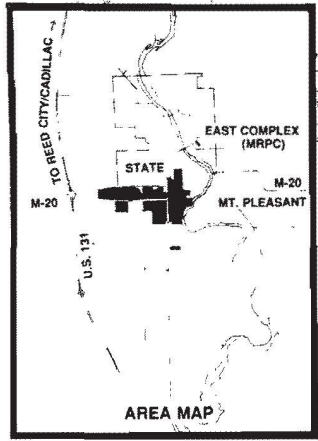 TO REED CITY/CADILLAC
EAST COMPLEX
(MRPC)
STATE
M-20
M-20
MT. PLEASANT
U.S. 131
AREA MAP